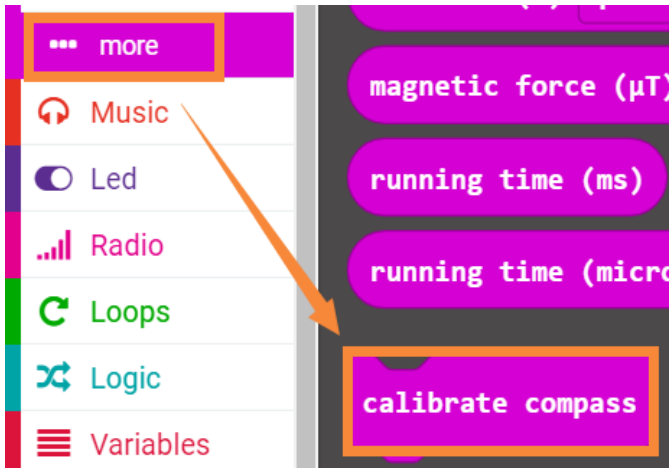 more
Music
Led
Radio
Loops
Logic
Variables
magnetic force (μT)
running time (ms)
running time (micro
calibrate compass